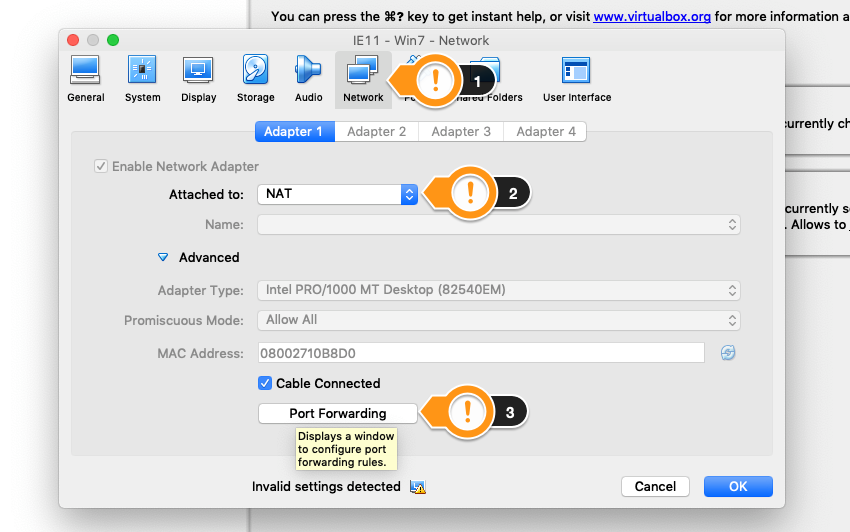 You can press the ⌘? key to get instant help, or visit www.virtualbox.org for more information a
IE11 - Win7 - Network
General System Display Storage Audio Network Folders User Interface
1
currently ch
Adapter 1 Adapter 2 Adapter 3 Adapter 4
Enable Network Adapter
Attached to: NAT
2
currently s
Name:
. Allows to
Advanced
Adapter Type: Intel PRO/1000 MT Desktop (82540EM)
Promiscuous Mode: Allow All
MAC Address: 08002710B8D0
Cable Connected
Port Forwarding
3
Displays a window
to configure port
forwarding rules.
Invalid settings detected
Cancel OK